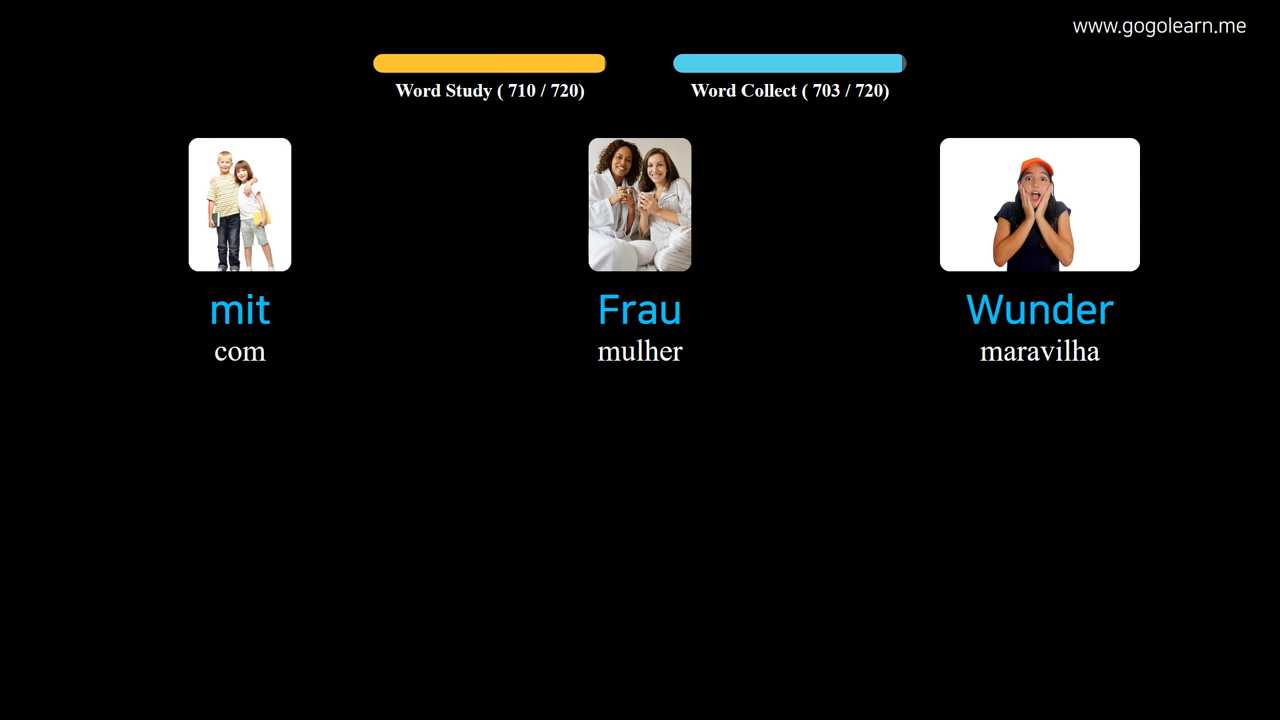 www.gogolearn.me
Word Study ( 710 / 720)
Word Collect ( 703 / 720)
mit
com
Frau
mulher
Wunder
maravilha